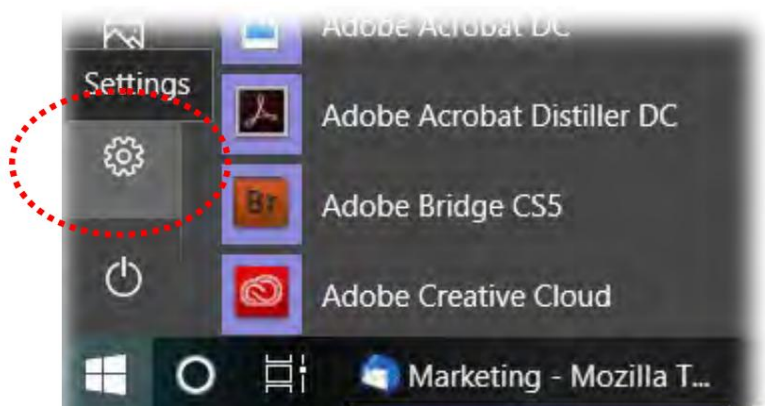 Adobe Acrobat DC
Settings
Adobe Acrobat Distiller DC
Br
Adobe Bridge CS5
Adobe Creative Cloud
Marketing - Mozilla T...